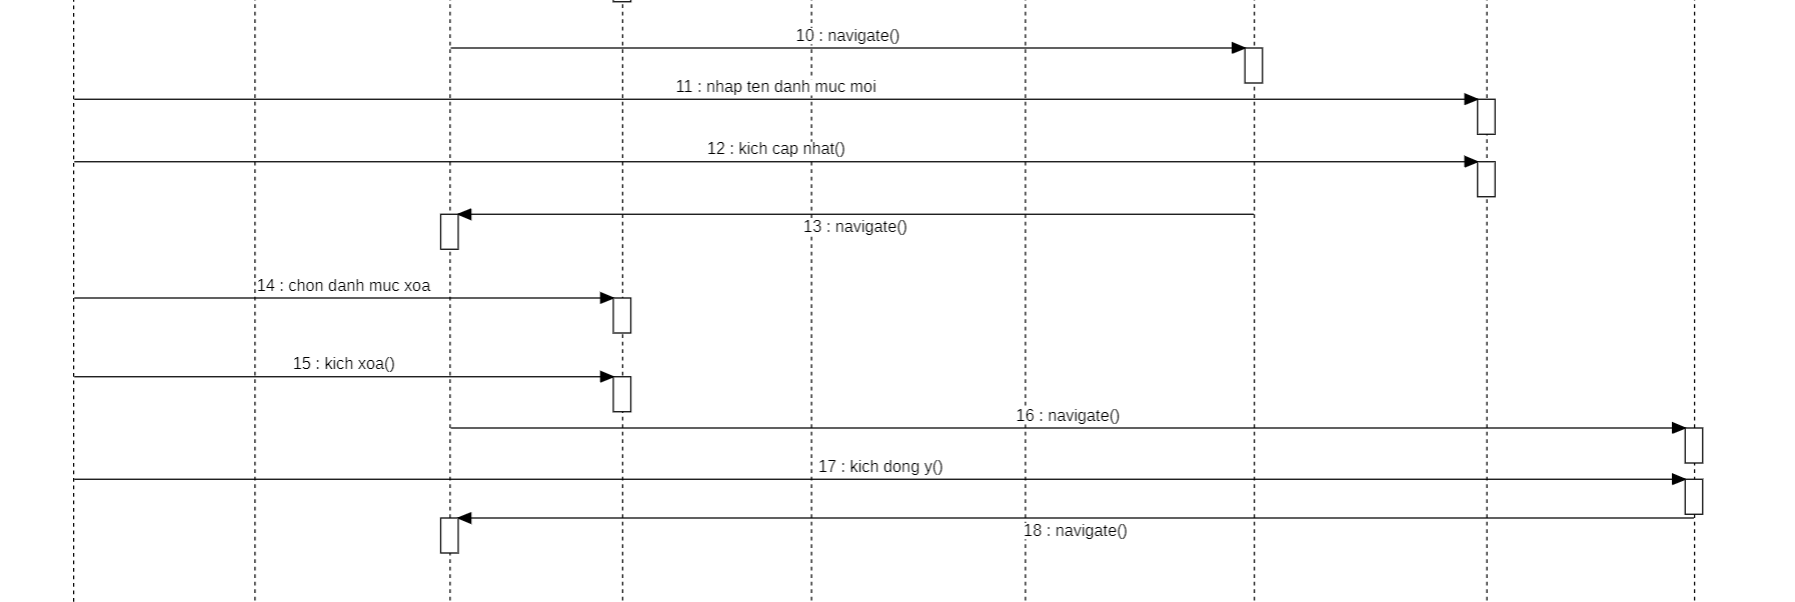 10 : navigate()
11 : nhap ten danh muc moi
12 : kich cap nhat()
13 : navigate()
14 : chon danh muc xoa
15 : kich xoa()
16 : navigate()
17 : kich dong y()
18 : navigate()